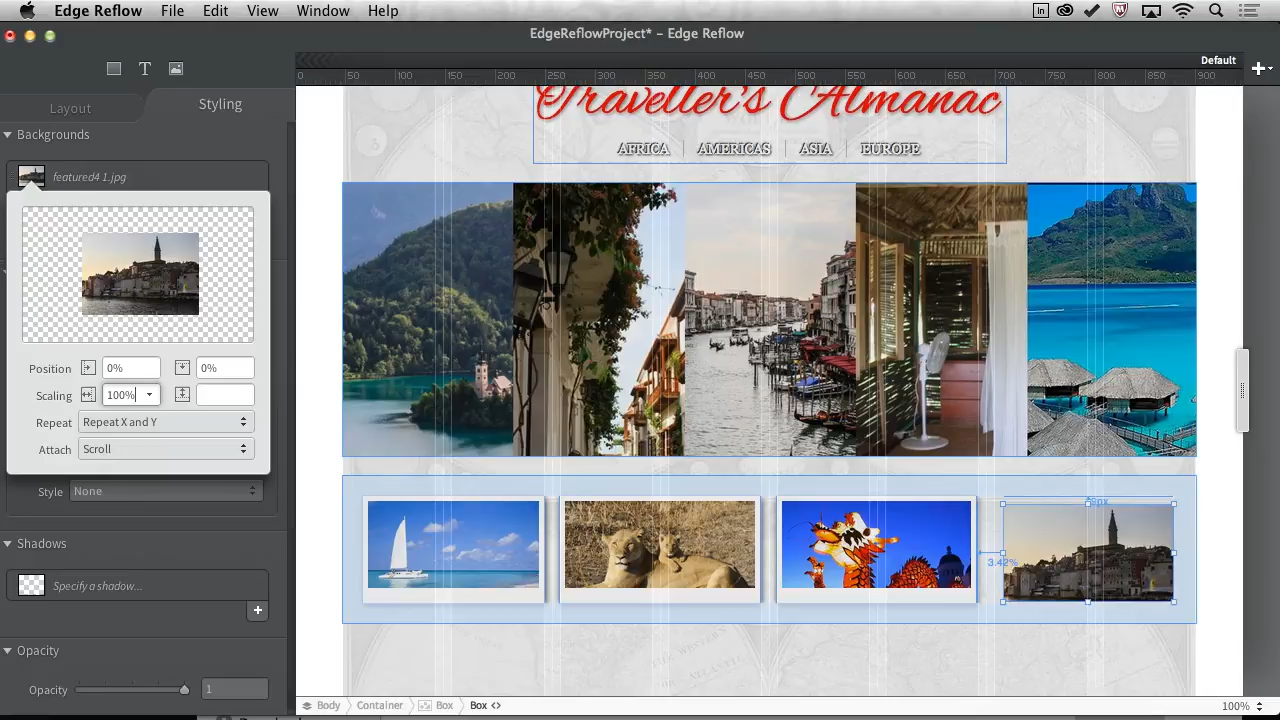 Edge Reflow File Edit View Window Help
EdgeReflowProject* – Edge Reflow
Default
0 50 100 150 200 250 300 350 400 450 500 550 600 650 700 750 800 850 900
Layout
Styling
Backgrounds
featured4 1.jpg
Position 0% 0%
Scaling 100%
Repeat Repeat X and Y
Attach Scroll
Style None
Shadows
Specify a shadow...
Opacity
Opacity 1
Traveller's Almanac
AFRICA AMERICAS ASIA EUROPE
3.42%
Body Container Box Box
100%